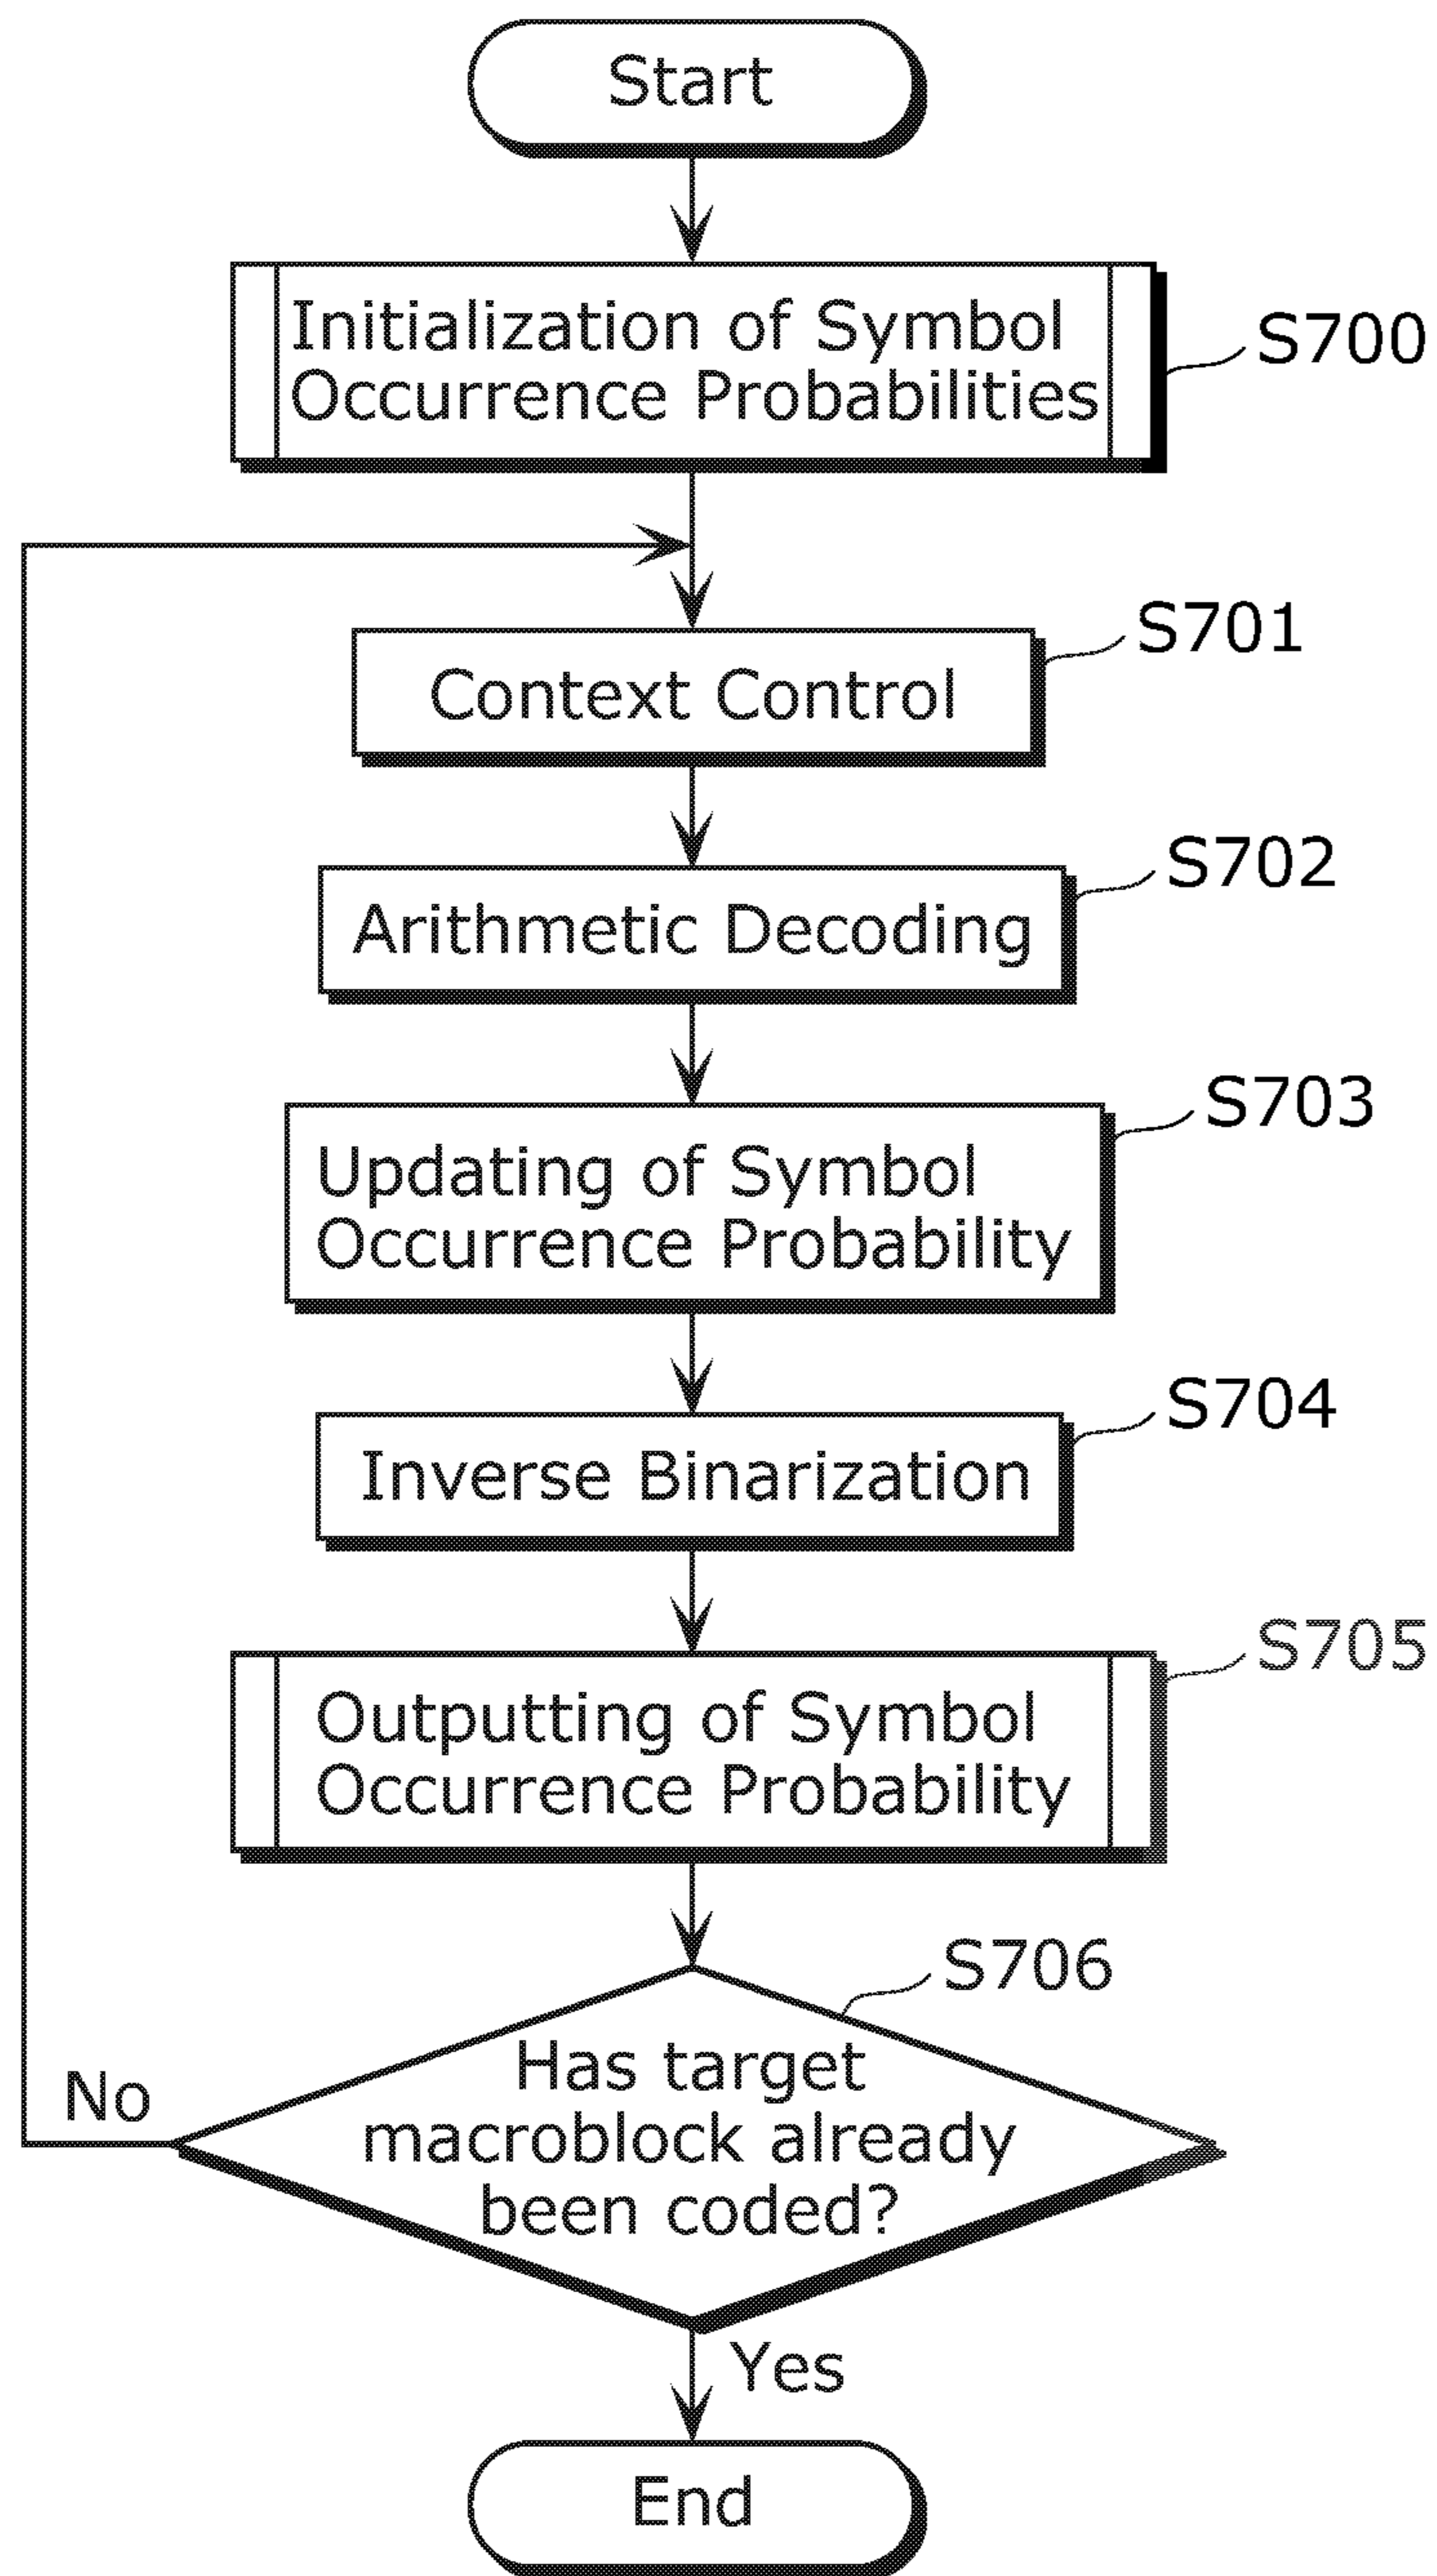 Start
Initialization of Symbol
Occurrence Probabilities
S700
Context Control
S701
Arithmetic Decoding
S702
Updating of Symbol
Occurrence Probability
S703
Inverse Binarization
S704
Outputting of Symbol
Occurrence Probability
S705
Has target
macroblock already
been coded?
S706
No
Yes
End